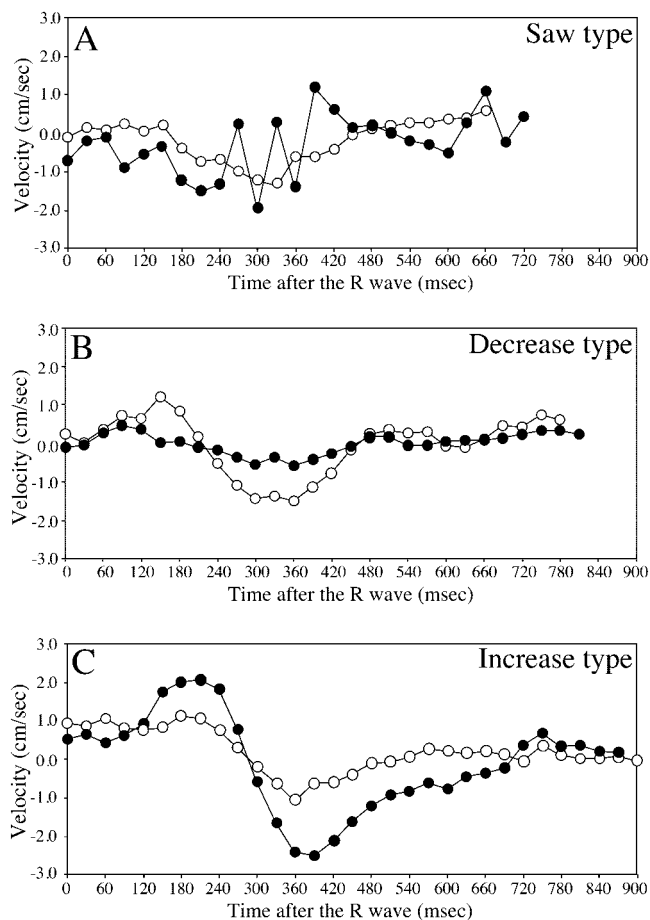 A
Saw type
Velocity (cm/sec)
3.0
2.0
1.0
0.0
-1.0
-2.0
-3.0
0 60 120 180 240 300 360 420 480 540 600 660 720 780 840 900
Time after the R wave (msec)
B
Decrease type
Velocity (cm/sec)
3.0
2.0
1.0
0.0
-1.0
-2.0
-3.0
0 60 120 180 240 300 360 420 480 540 600 660 720 780 840 900
Time after the R wave (msec)
C
Increase type
Velocity (cm/sec)
3.0
2.0
1.0
0.0
-1.0
-2.0
-3.0
0 60 120 180 240 300 360 420 480 540 600 660 720 780 840 900
Time after the R wave (msec)